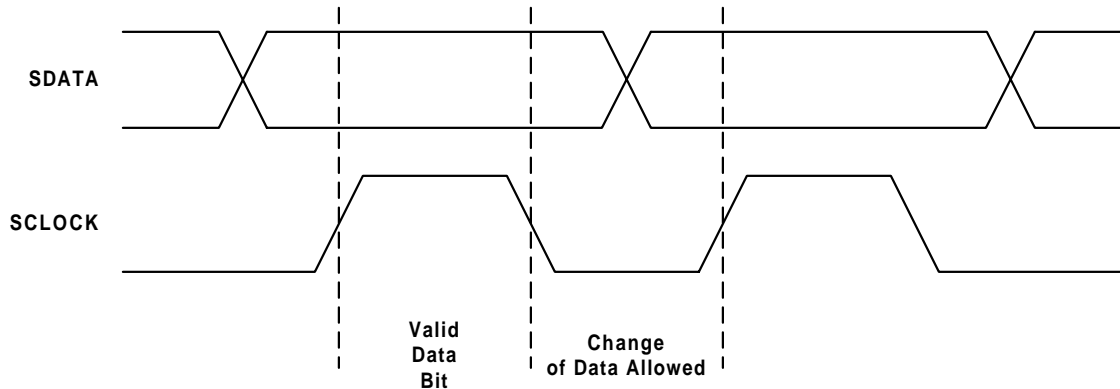 SDATA
SCLOCK
Valid
Data
Bit
Change
of Data Allowed